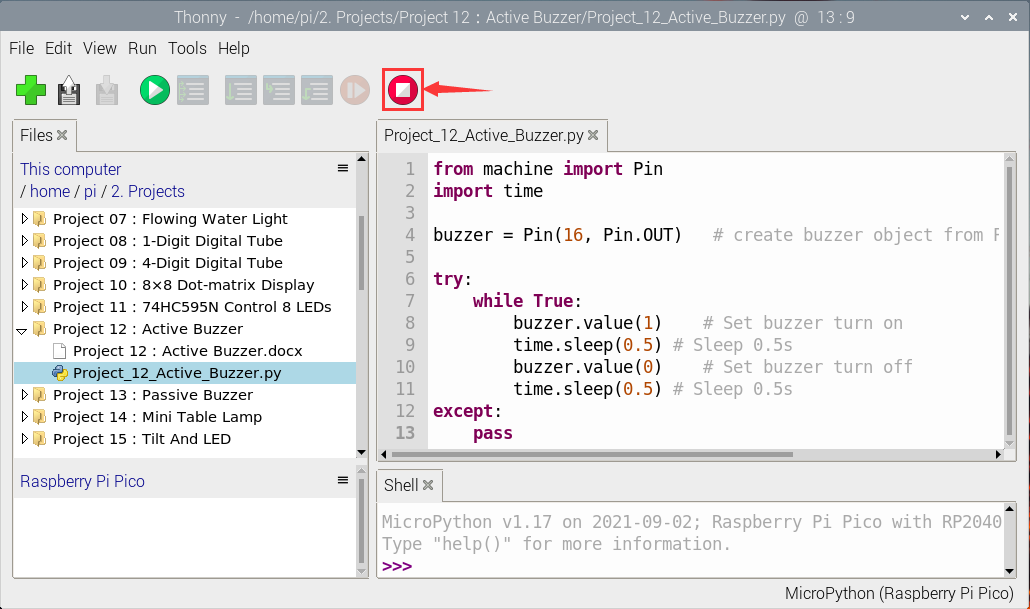 Thonny - /home/pi/2. Projects/Project 12 : Active Buzzer/Project_12_Active_Buzzer.py @ 13 : 9
File Edit View Run Tools Help
Files
This computer
/ home / pi / 2. Projects
Project 07 : Flowing Water Light
Project 08 : 1-Digit Digital Tube
Project 09 : 4-Digit Digital Tube
Project 10 : 8×8 Dot-matrix Display
Project 11 : 74HC595N Control 8 LEDs
Project 12 : Active Buzzer
Project 12 : Active Buzzer.docx
Project_12_Active_Buzzer.py
Project 13 : Passive Buzzer
Project 14 : Mini Table Lamp
Project 15 : Tilt And LED
Raspberry Pi Pico
Project_12_Active_Buzzer.py
1 from machine import Pin
2 import time
3
4 buzzer = Pin(16, Pin.OUT) # create buzzer object from
5
6 try:
7 while True:
8 buzzer.value(1) # Set buzzer turn on
9 time.sleep(0.5) # Sleep 0.5s
10 buzzer.value(0) # Set buzzer turn off
11 time.sleep(0.5) # Sleep 0.5s
12 except:
13 pass
Shell
MicroPython v1.17 on 2021-09-02; Raspberry Pi Pico with RP2040
Type "help()" for more information.
>>>
MicroPython (Raspberry Pi Pico)